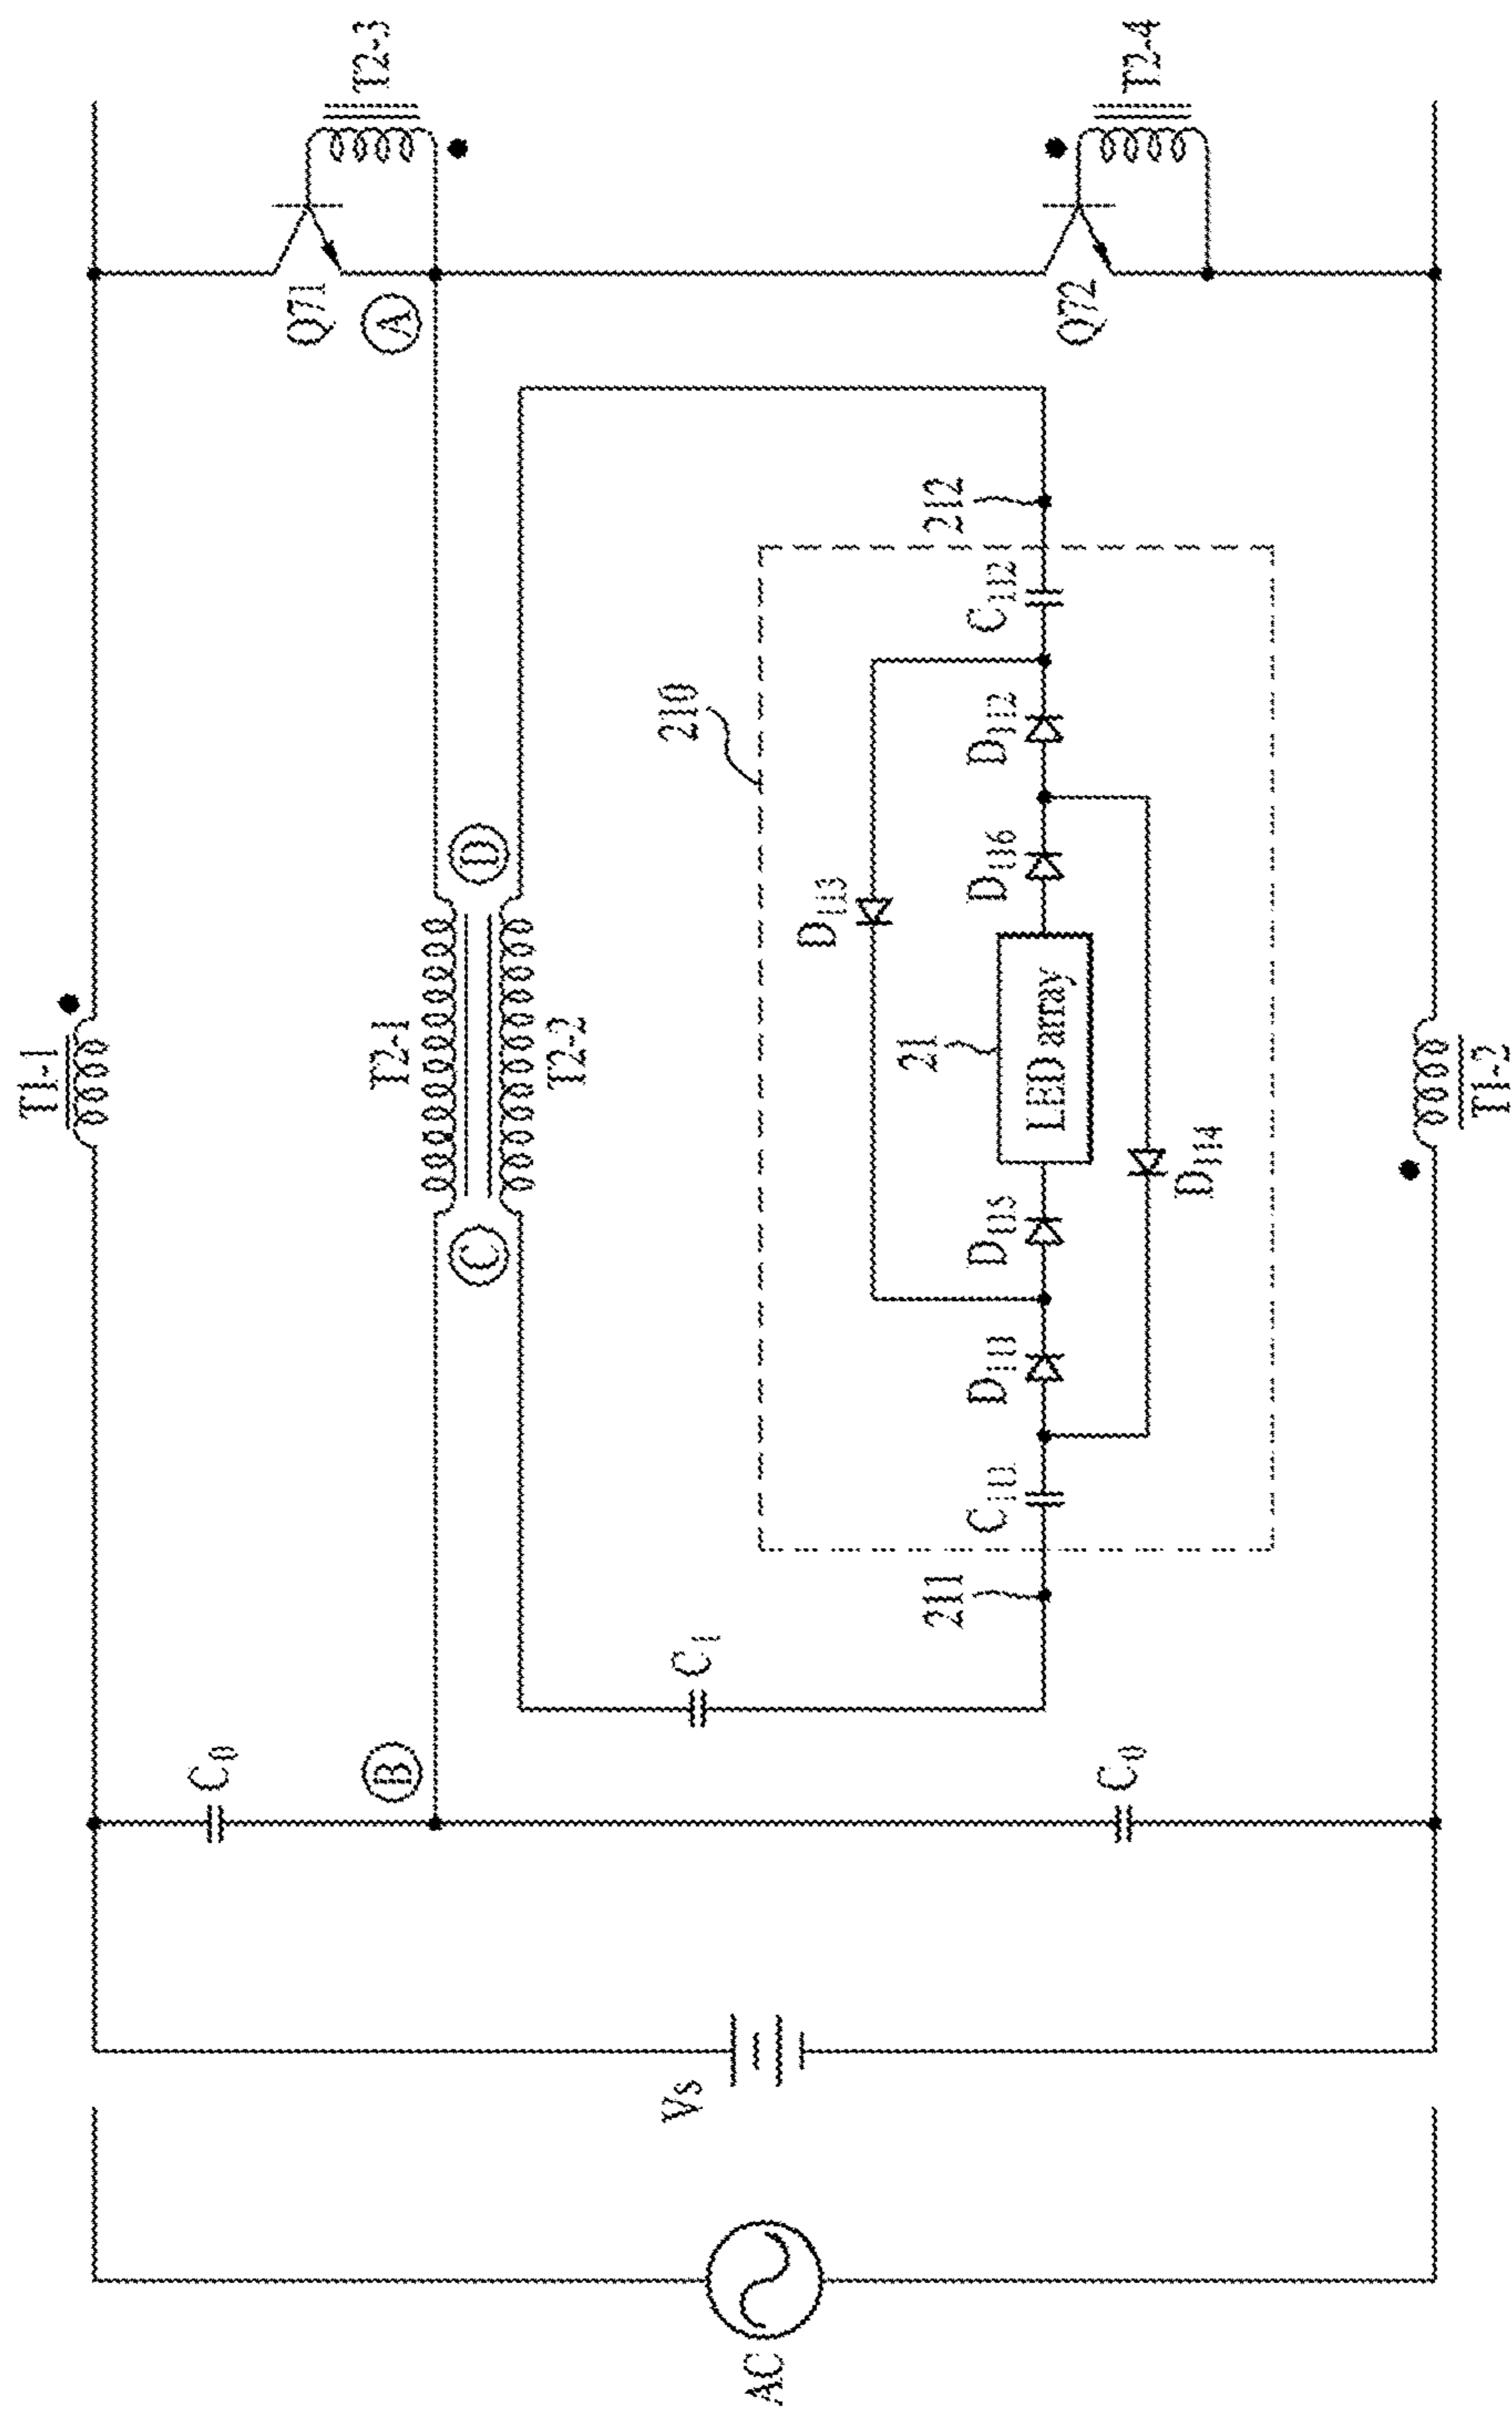 AC
Vs
T1-1
T2-3
Q71
A
C0
B
T2-1
C
D
T2-2
C1
210
D113
211
C111
D111
D115
21
LED array
D116
D112
C112
212
D114
Q72
T2-4
C0
T1-2